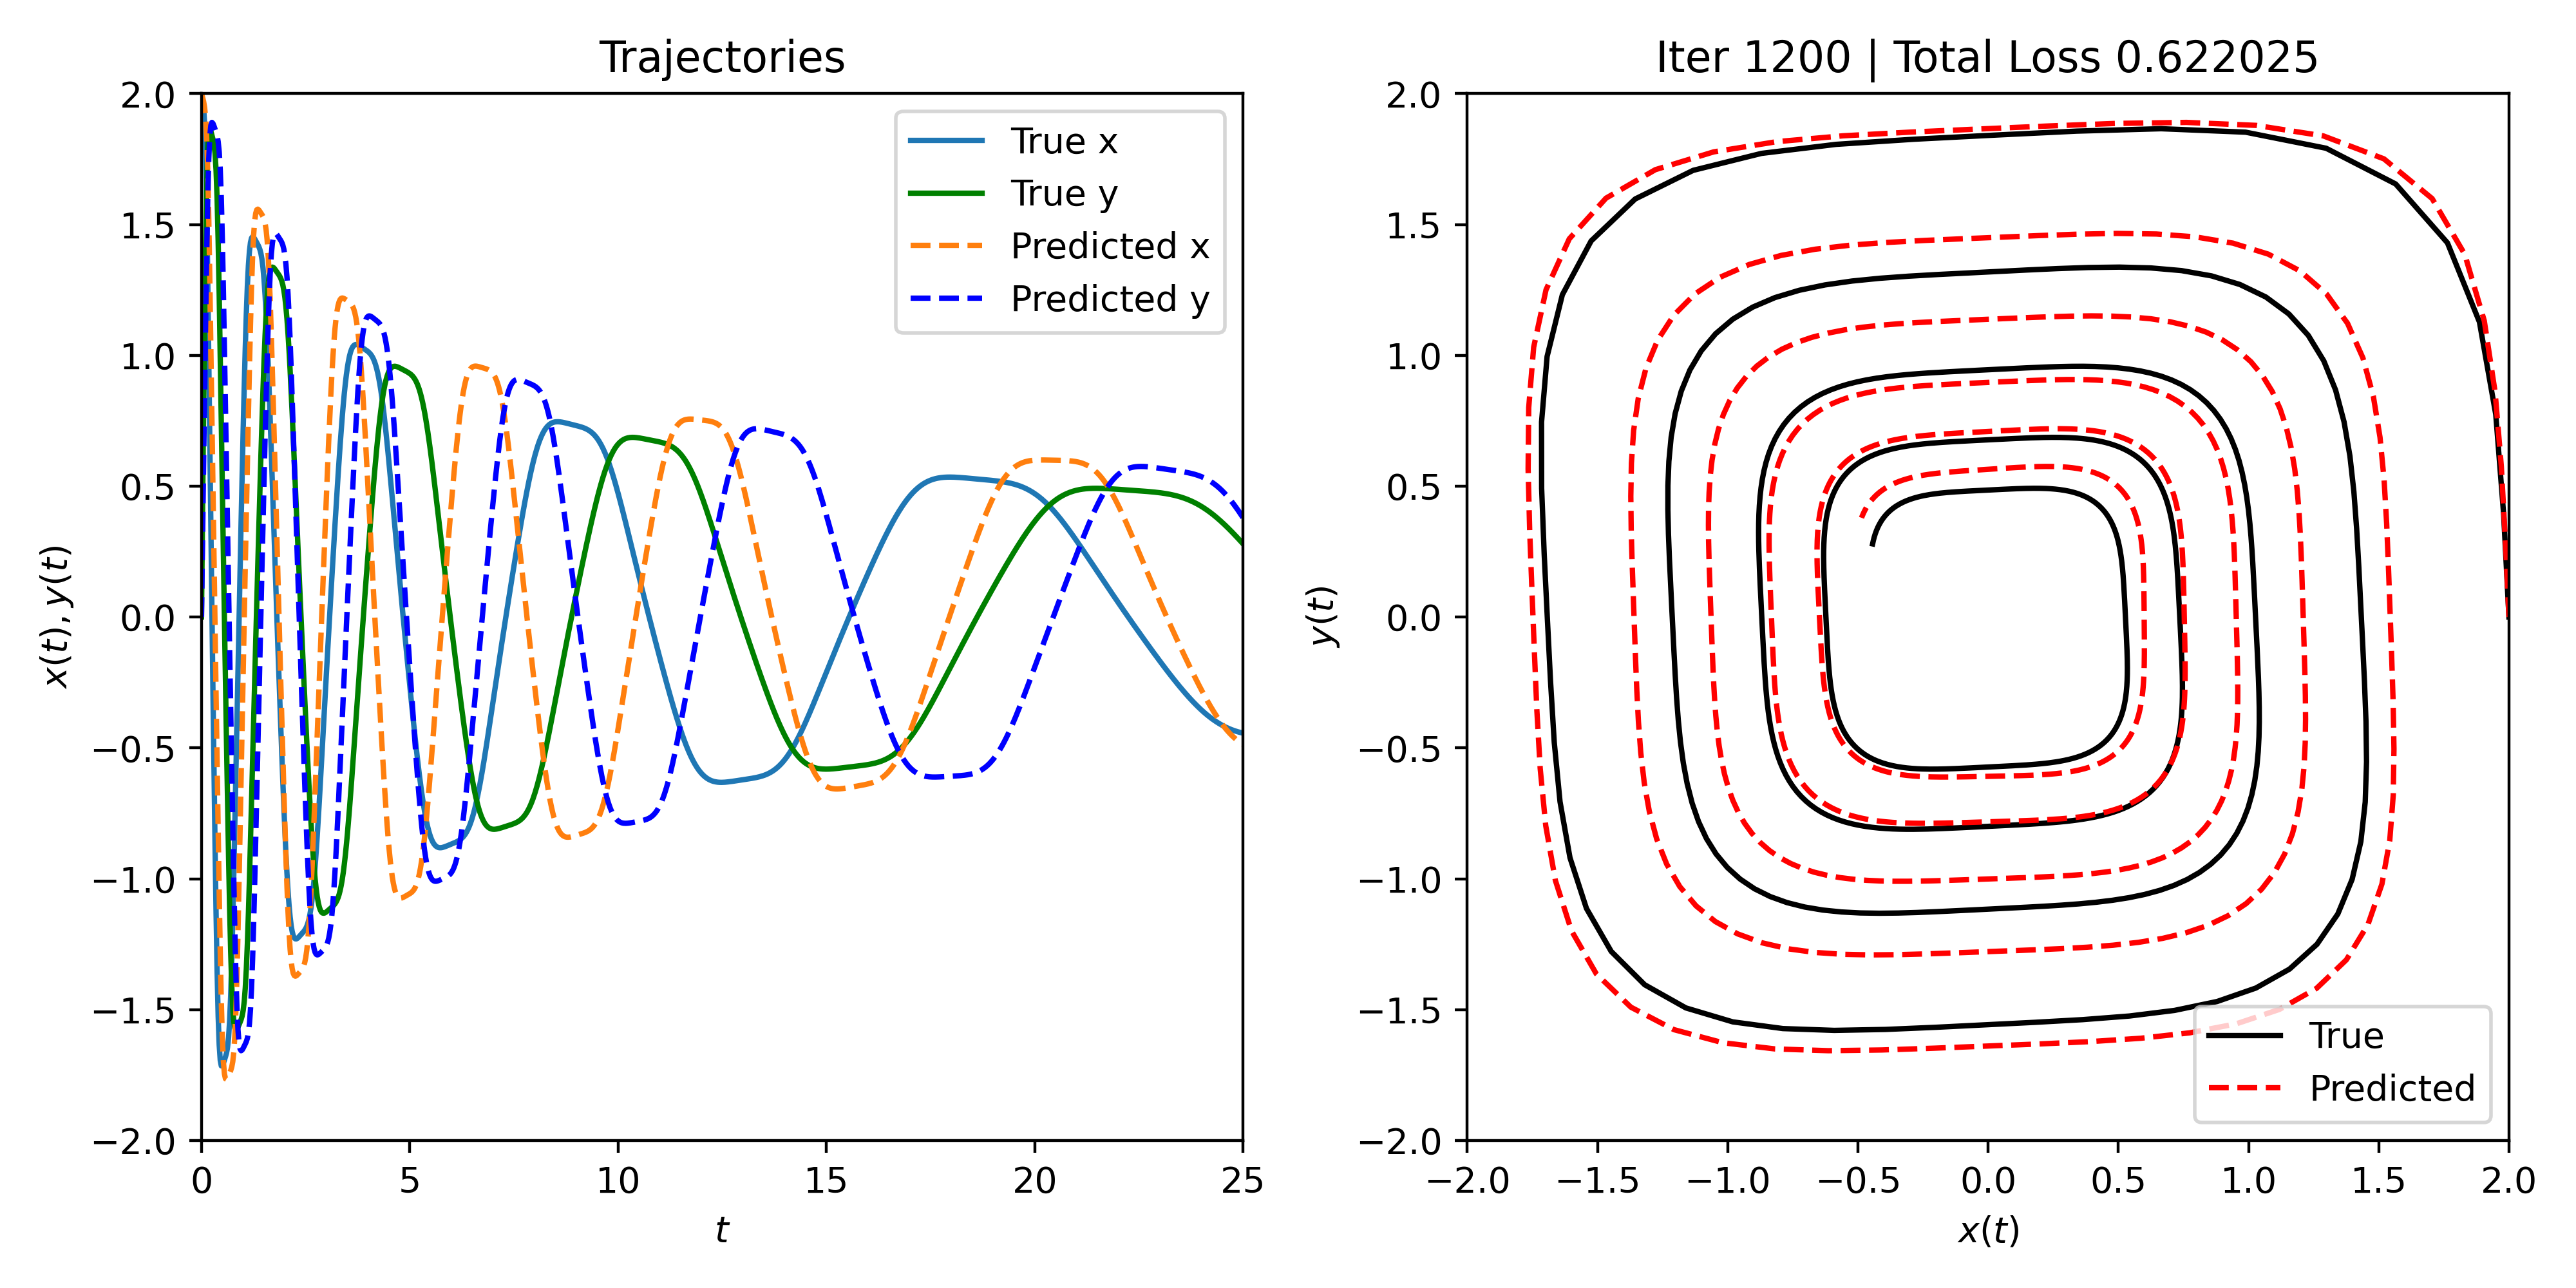 Trajectories
2.0
1.5
1.0
0.5
0.0
−0.5
−1.0
−1.5
−2.0
x(t), y(t)
True x
True y
Predicted x
Predicted y
0 5 10 15 20 25
t
Iter 1200 | Total Loss 0.622025
2.0
1.5
1.0
0.5
0.0
−0.5
−1.0
−1.5
−2.0
y(t)
True
Predicted
−2.0 −1.5 −1.0 −0.5 0.0 0.5 1.0 1.5 2.0
x(t)